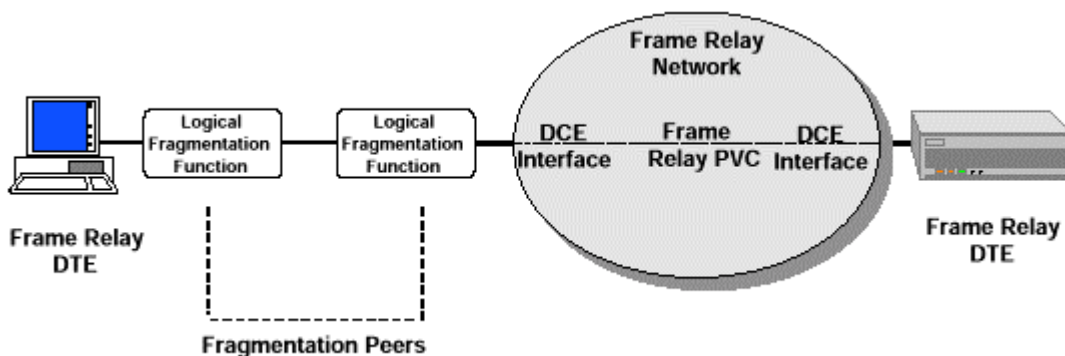 Frame Relay
Network
Logical
Fragmentation
Function
Logical
Fragmentation
Function
DCE
Interface
Frame
Relay PVC
DCE
Interface
Frame Relay
DTE
Frame Relay
DTE
Fragmentation Peers